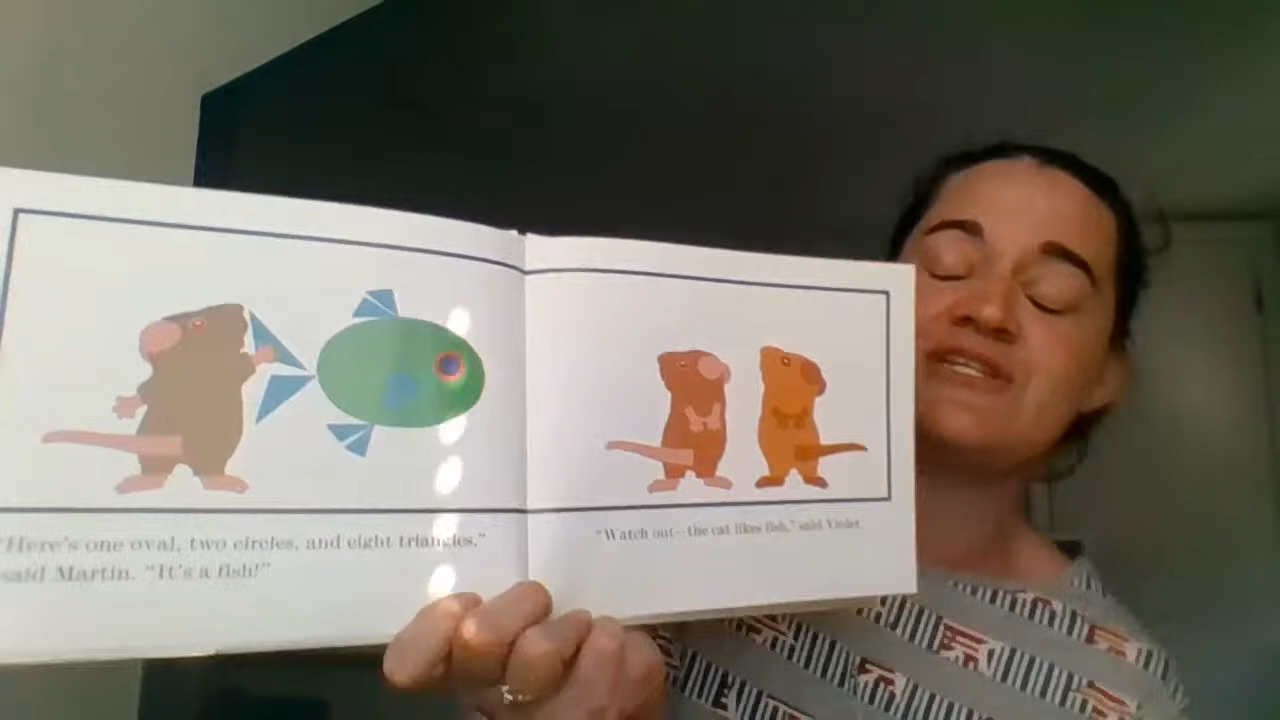 "Here's one oval, two circles, and eight triangles,"
said Martin. "It's a fish!"
"Watch out—the cat likes fish," said Violet.